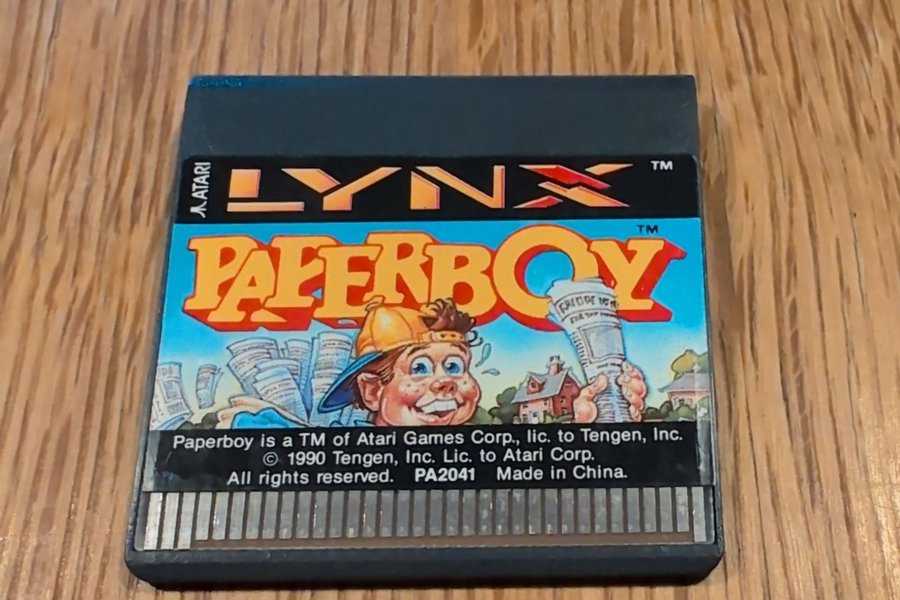 ATARI
LYNX™
PAPERBOY™
Paperboy is a TM of Atari Games Corp., lic. to Tengen, Inc.
© 1990 Tengen, Inc. Lic. to Atari Corp.
All rights reserved. PA2041 Made in China.